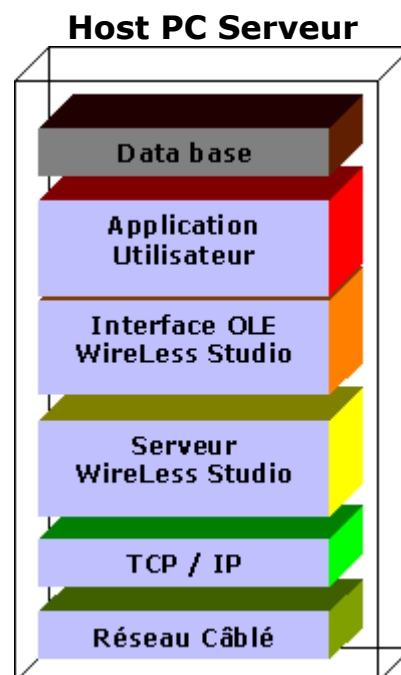 Host PC Serveur
Data base
Application
Utilisateur
Interface OLE
WireLess Studio
Serveur
WireLess Studio
TCP / IP
Réseau Câblé